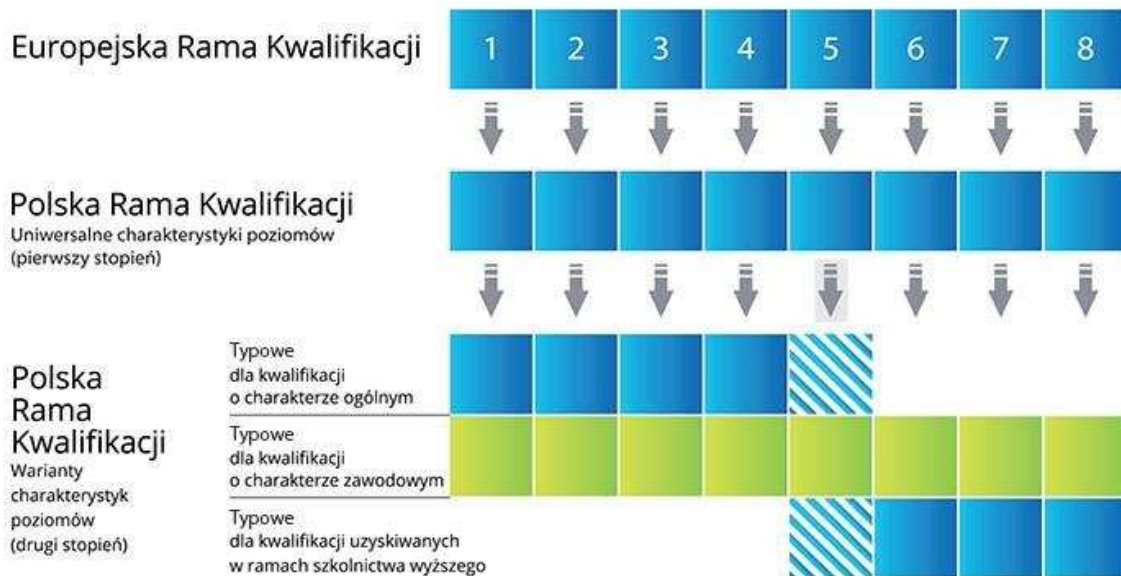 Europejska Rama Kwalifikacji
1 2 3 4 5 6 7 8
Polska Rama Kwalifikacji
Uniwersalne charakterystyki poziomów
(pierwszy stopień)
Polska
Rama
Kwalifikacji
Warianty
charakterystyk
poziomów
(drugi stopień)
Typowe
dla kwalifikacji
o charakterze ogólnym
Typowe
dla kwalifikacji
o charakterze zawodowym
Typowe
dla kwalifikacji uzyskiwanych
w ramach szkolnictwa wyższego